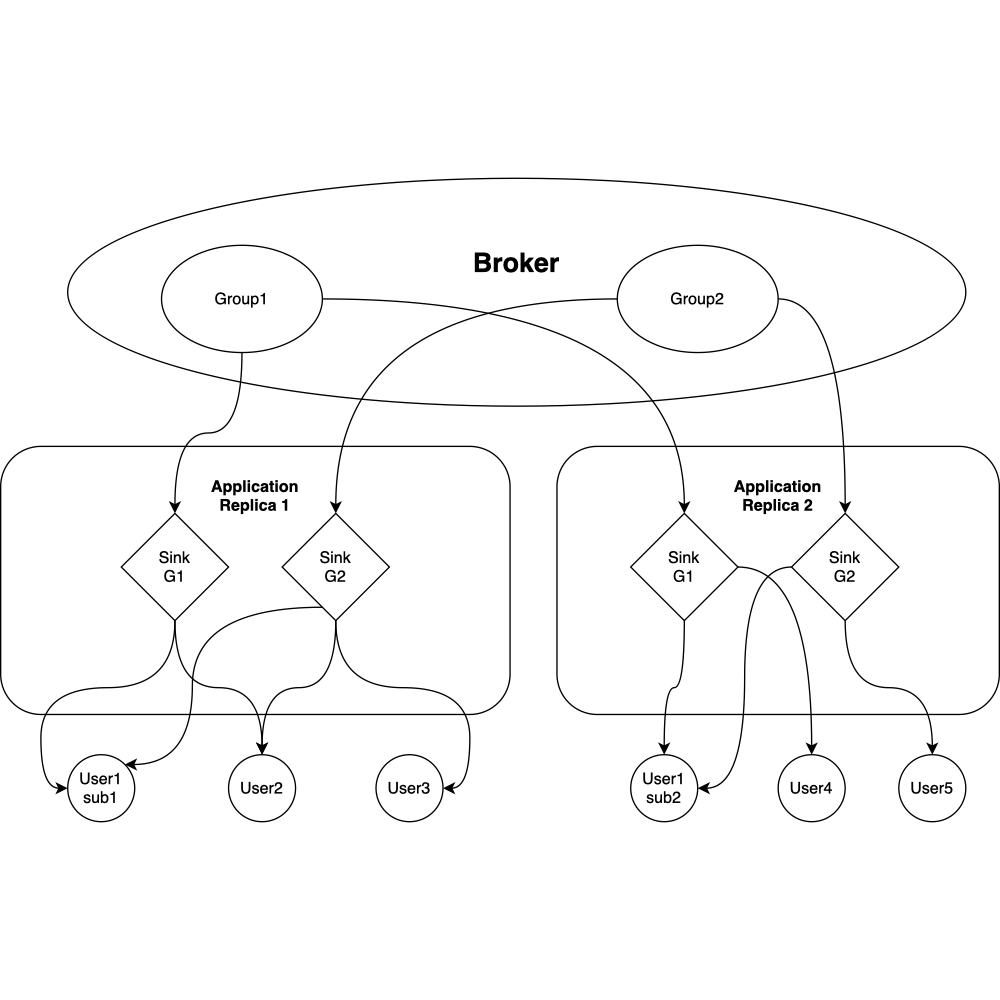 Broker
Group1
Group2
Application
Replica 1
Application
Replica 2
Sink
G1
Sink
G2
Sink
G1
Sink
G2
User1
sub1
User2
User3
User1
sub2
User4
User5